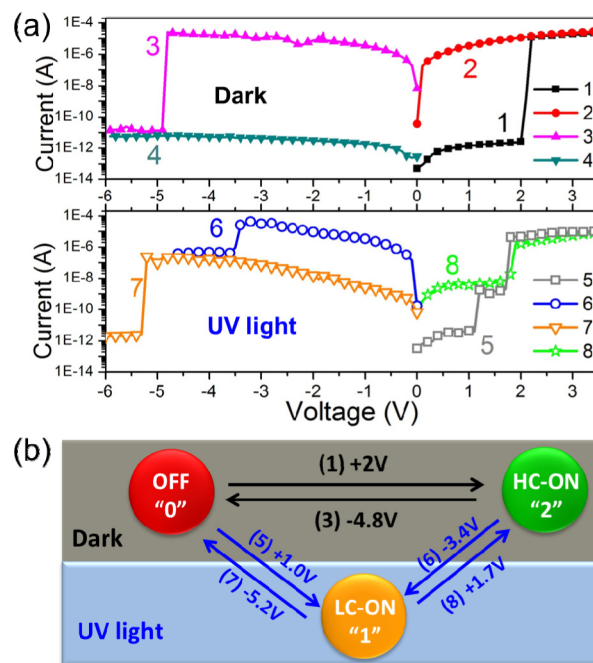 (a)
Current (A)
1E-4
1E-6
1E-8
1E-10
1E-12
1E-14
3
Dark
2
1
4
1
2
3
4
-6 -5 -4 -3 -2 -1 0 1 2 3
Current (A)
1E-4
1E-6
1E-8
1E-10
1E-12
1E-14
6
7
UV light
8
5
5
6
7
8
-6 -5 -4 -3 -2 -1 0 1 2 3
Voltage (V)
(b)
OFF
"0"
(1) +2V
(3) -4.8V
HC-ON
"2"
Dark
(5) +1.0V
(7) -5.2V
(6) -3.4V
(8) +1.7V
LC-ON
"1"
UV light